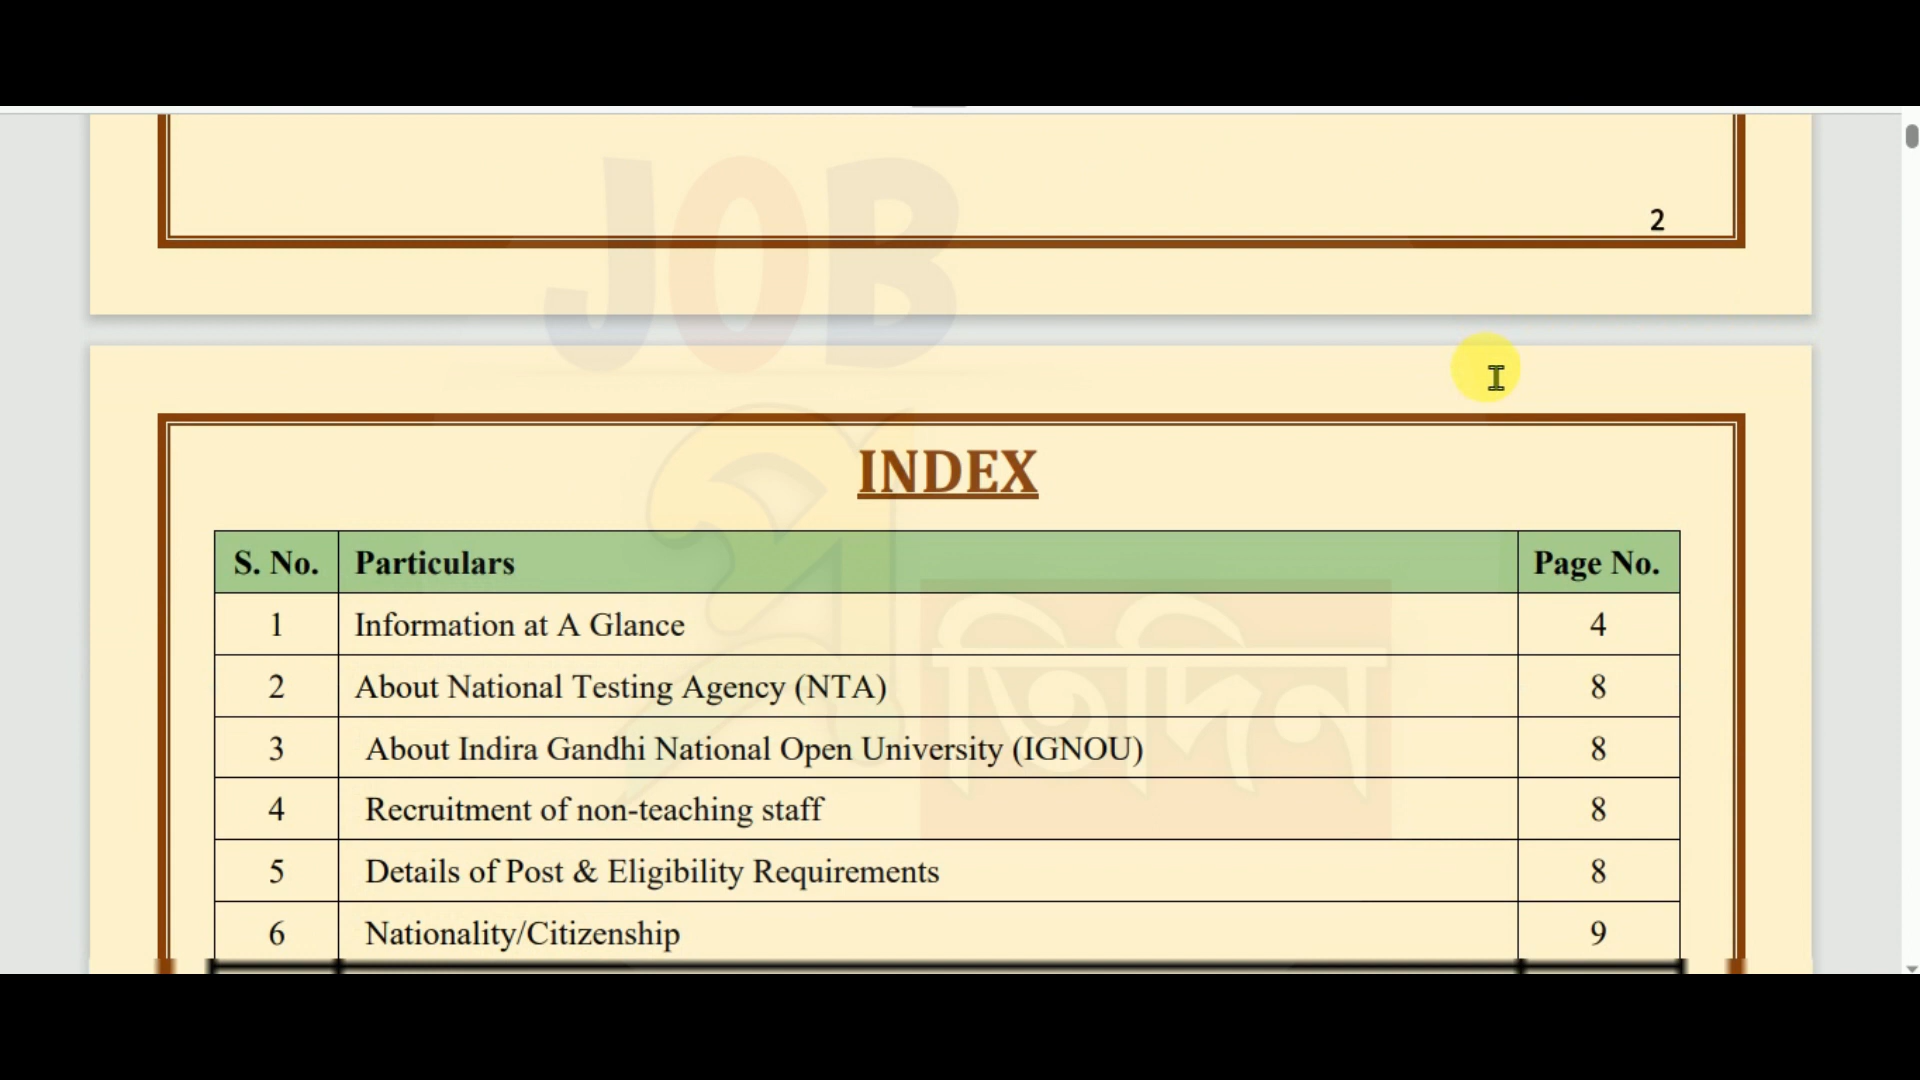 2
JOB
প্রতিদিন
INDEX
S. No. Particulars Page No.
1 Information at A Glance 4
2 About National Testing Agency (NTA) 8
3 About Indira Gandhi National Open University (IGNOU) 8
4 Recruitment of non-teaching staff 8
5 Details of Post & Eligibility Requirements 8
6 Nationality/Citizenship 9